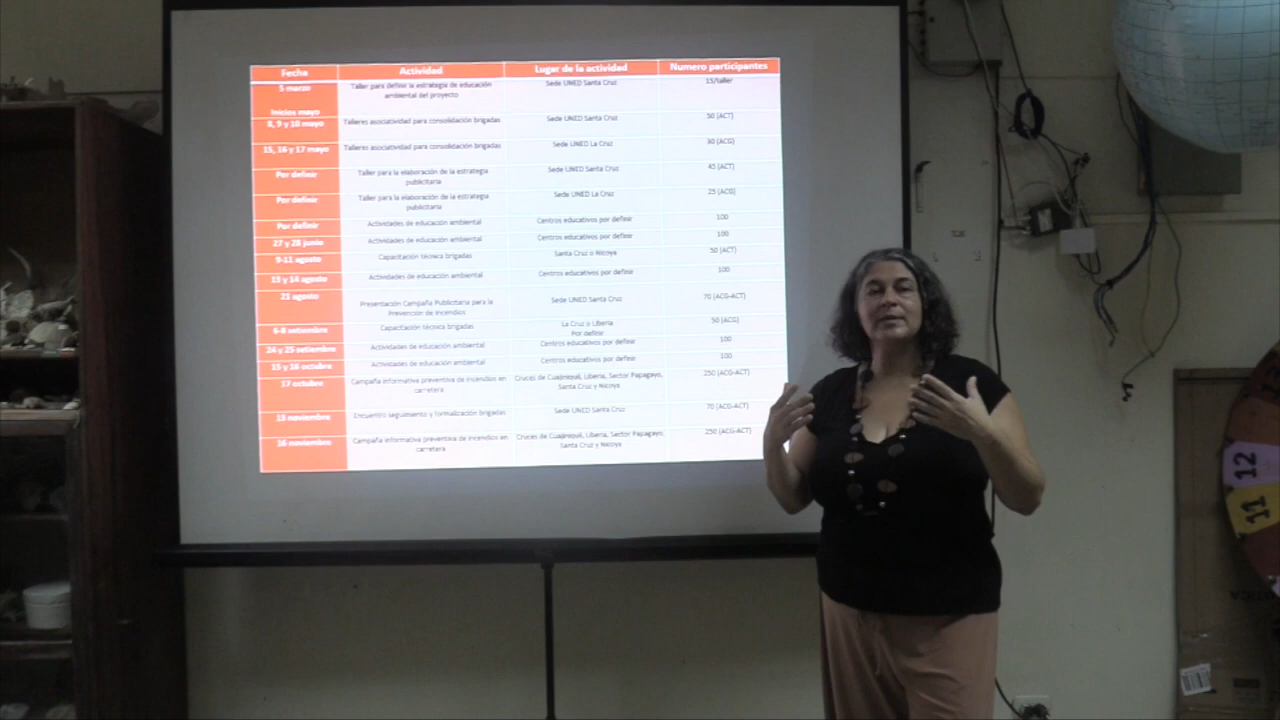 Fecha Actividad Lugar de la actividad Numero participantes
5 marzo Taller para definir la estrategia de educación Sede UNED Santa Cruz 15/taller
ambiental del proyecto
Inicios mayo
8, 9 y 10 mayo Talleres asociatividad para consolidación brigadas Sede UNED Santa Cruz 50 (ACT)
15, 16 y 17 mayo Talleres asociatividad para consolidación brigadas Sede UNED La Cruz 30 (ACG)
Por definir Taller para la elaboración de la estrategia Sede UNED Santa Cruz 45 (ACT)
publicitaria
Por definir Taller para la elaboración de la estrategia Sede UNED La Cruz 25 (ACG)
publicitaria
Por definir Actividades de educación ambiental Centros educativos por definir 100
27 y 28 junio Actividades de educación ambiental Centros educativos por definir 100
9-11 agosto Capacitación técnica brigadas Santa Cruz o Nicoya 50 (ACT)
13 y 14 agosto Actividades de educación ambiental Centros educativos por definir 100
21 agosto Presentación Campaña Publicitaria para la Sede UNED Santa Cruz 70 (ACG-ACT)
Prevención de Incendios
6-8 setiembre Capacitación técnica brigadas La Cruz o Liberia 50 (ACG)
Por definir
24 y 25 setiembre Actividades de educación ambiental Centros educativos por definir 100
15 y 16 octubre Actividades de educación ambiental Centros educativos por definir 100
17 octubre Campaña informativa preventiva de incendios en Cruces de Cuajiniquil, Liberia, Sector Papagayo, 250 (ACG-ACT)
carretera Santa Cruz y Nicoya
15 noviembre Encuentro seguimiento y formalización brigadas Sede UNED Santa Cruz 70 (ACG-ACT)
16 noviembre Campaña informativa preventiva de incendios en Cruces de Cuajiniquil, Liberia, Sector Papagayo, 250 (ACG-ACT)
carretera Santa Cruz y Nicoya
12
11